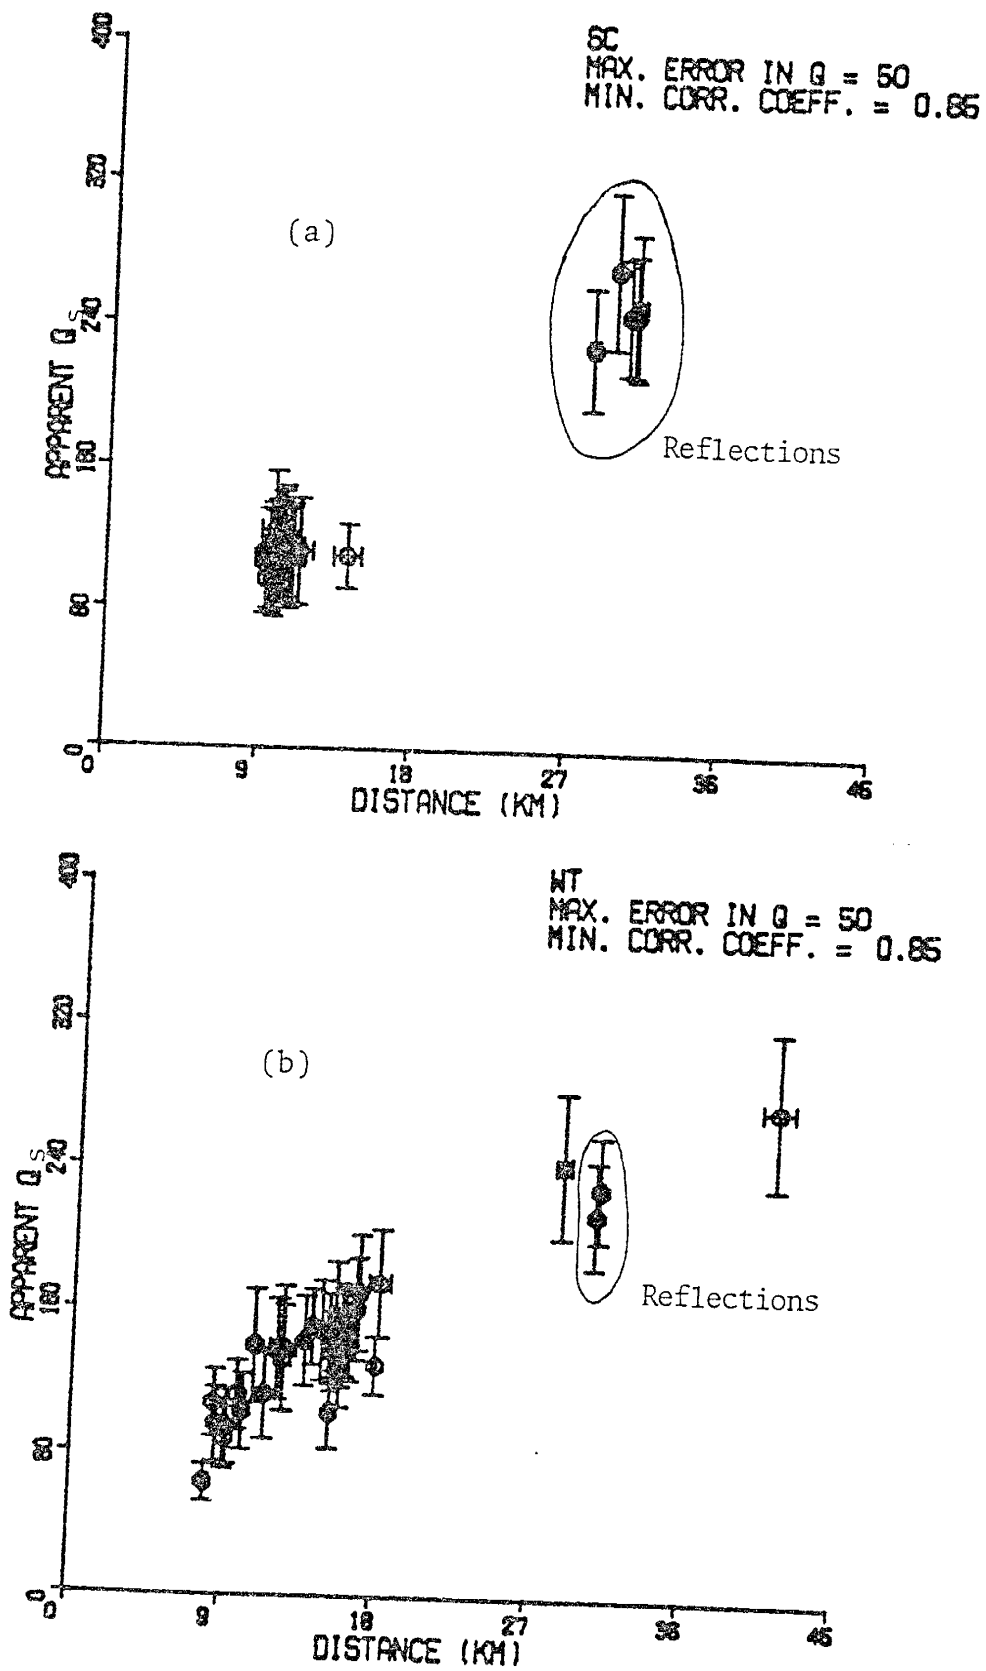 SC
MAX. ERROR IN Q = 50
MIN. CORR. COEFF. = 0.85
(a)
400
320
240
160
80
0
APPARENT Qs
Reflections
0
9
18
27
36
45
DISTANCE (KM)
WT
MAX. ERROR IN Q = 50
MIN. CORR. COEFF. = 0.85
(b)
400
320
240
160
80
0
APPARENT Qs
Reflections
0
9
18
27
36
45
DISTANCE (KM)